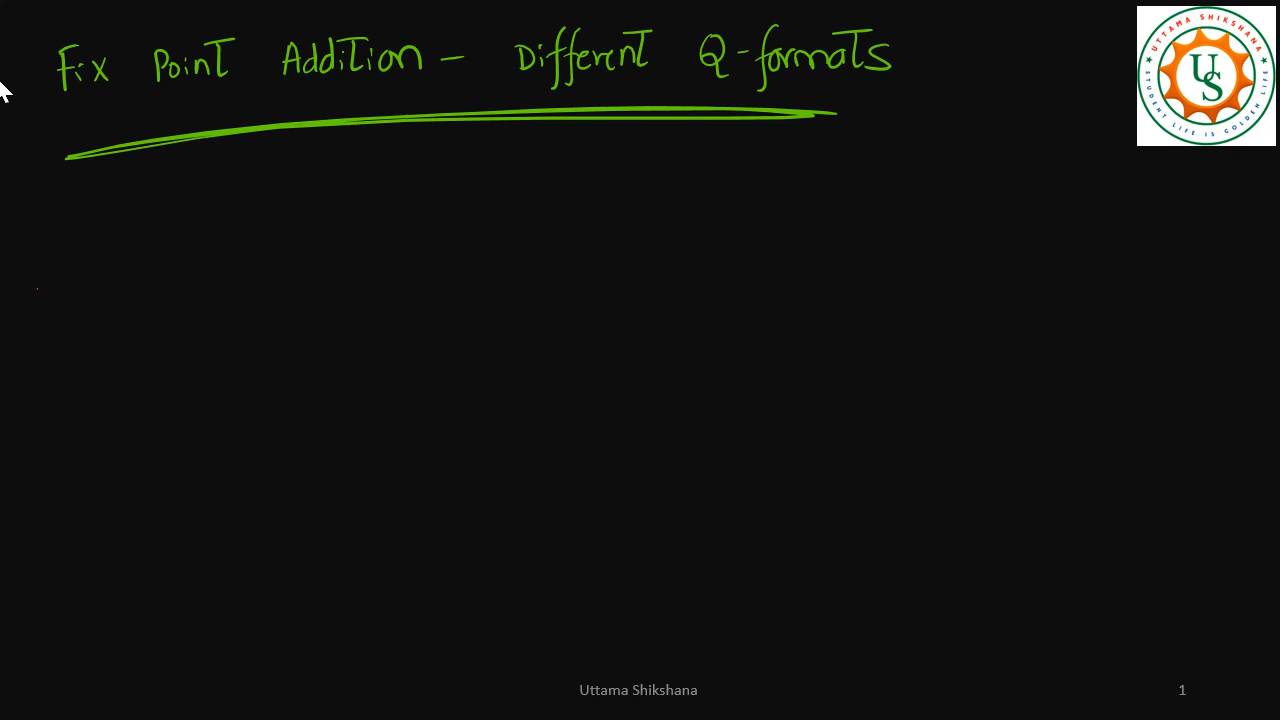 Fix Point Addition - Different Q-formats
UTTAMA SHIKSHANA
US
STUDENT LIFE IS GOLDEN LIFE
Uttama Shikshana
1